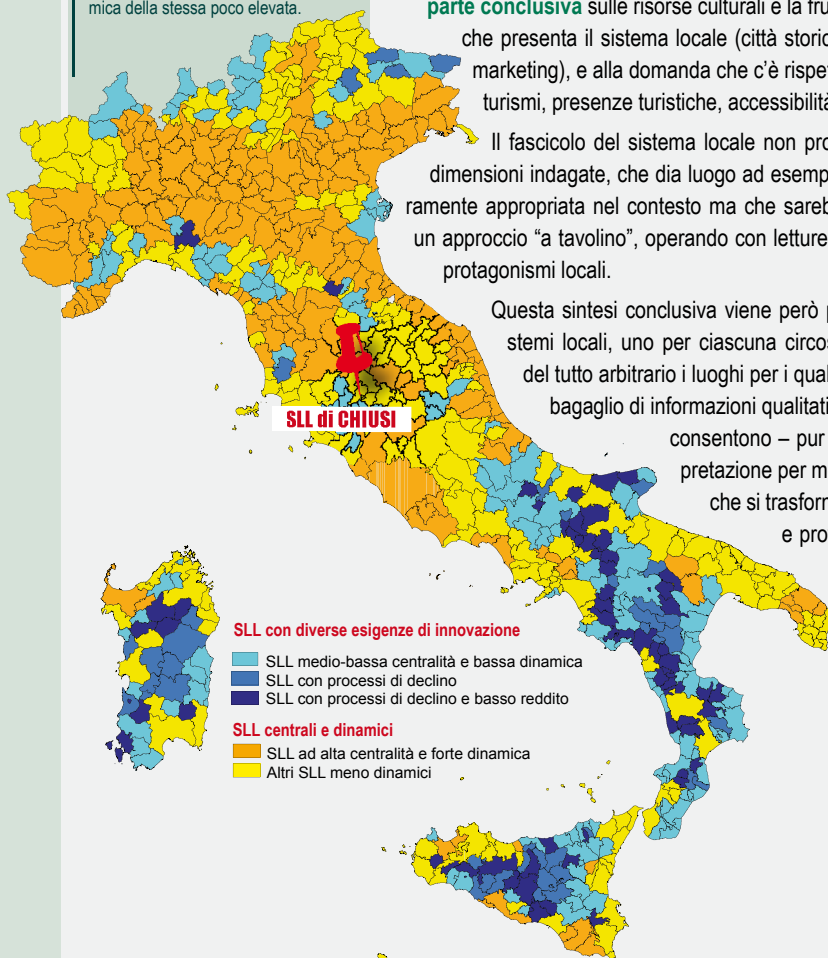 mica della stessa poco elevata.
parte conclusiva sulle risorse culturali e la fru
che presenta il sistema locale (città storic
marketing), e alla domanda che c'è rispe
turismi, presenze turistiche, accessibilità
Il fascicolo del sistema locale non pro
dimensioni indagate, che dia luogo ad esemp
ramente appropriata nel contesto ma che sareb
un approccio “a tavolino”, operando con letture
protagonismi locali.
Questa sintesi conclusiva viene però p
stemi locali, uno per ciascuna circos
del tutto arbitrario i luoghi per i qual
bagaglio di informazioni qualitati
consentono – pur
pretazione per m
che si trasforn
e pro
SLL di CHIUSI
SLL con diverse esigenze di innovazione
SLL medio-bassa centralità e bassa dinamica
SLL con processi di declino
SLL con processi di declino e basso reddito
SLL centrali e dinamici
SLL ad alta centralità e forte dinamica
Altri SLL meno dinamici